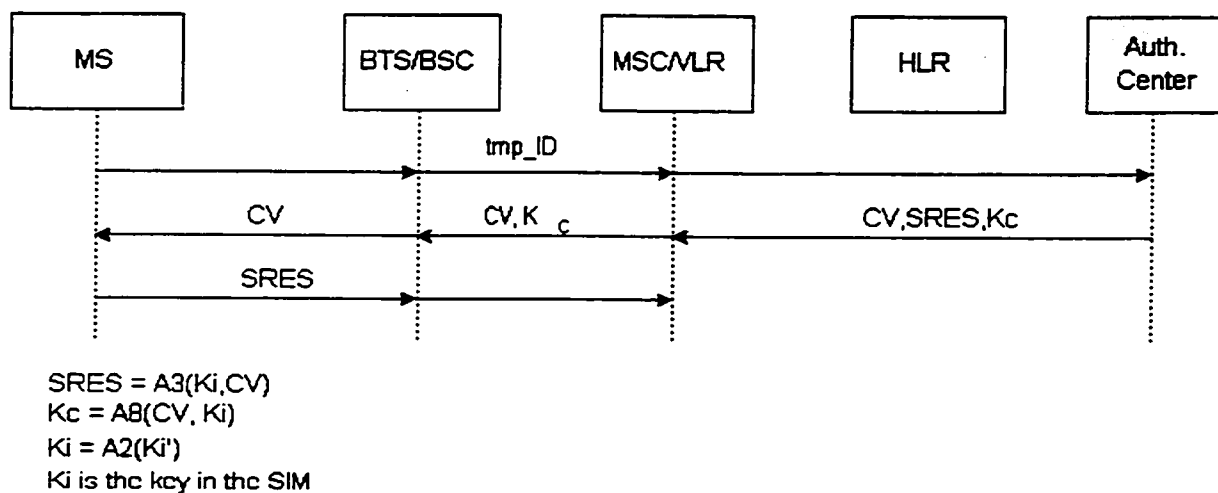 MS
BTS/BSC
MSC/VLR
HLR
Auth.
Center
tmp_ID
CV
CV, K c
CV,SRES,Kc
SRES
SRES = A3(Ki,CV)
Kc = A8(CV, Ki)
Ki = A2(Ki')
Ki is the key in the SIM